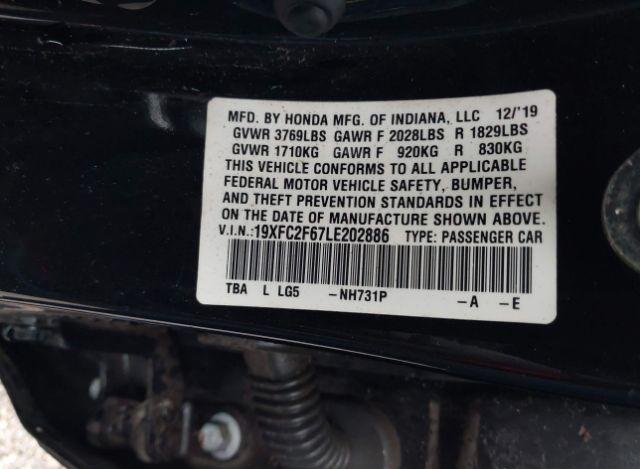 MFD. BY HONDA MFG. OF INDIANA, LLC 12/'19
GVWR 3769LBS GAWR F 2028LBS R 1829LBS
GVWR 1710KG GAWR F 920KG R 830KG
THIS VEHICLE CONFORMS TO ALL APPLICABLE
FEDERAL MOTOR VEHICLE SAFETY, BUMPER,
AND THEFT PREVENTION STANDARDS IN EFFECT
ON THE DATE OF MANUFACTURE SHOWN ABOVE.
V.I.N.:19XFC2F67LE202886 TYPE: PASSENGER CAR
TBA L LG5 -NH731P -A -E